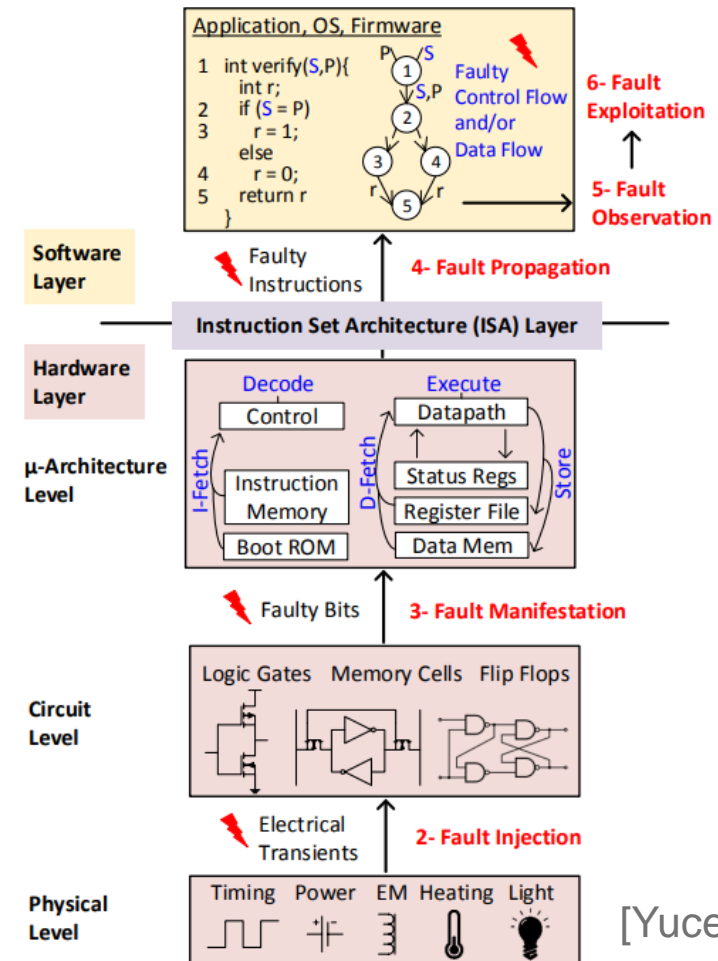 Application, OS, Firmware
1 int verify(S,P){
int r;
2 if (S = P)
3 r = 1;
else
4 r = 0;
5 return r
}
P S
1
S,P
2
3 4
r r
5
Faulty
Control Flow
and/or
Data Flow
6- Fault
Exploitation
5- Fault
Observation
Software
Layer
Faulty
Instructions
4- Fault Propagation
Instruction Set Architecture (ISA) Layer
Hardware
Layer
μ-Architecture
Level
Decode
Control
I-Fetch
Instruction
Memory
Boot ROM
Execute
Datapath
D-Fetch
Status Regs
Register File
Data Mem
Store
Faulty Bits
3- Fault Manifestation
Circuit
Level
Logic Gates Memory Cells Flip Flops
Electrical
Transients
2- Fault Injection
Physical
Level
Timing Power EM Heating Light
+ -
[Yuce